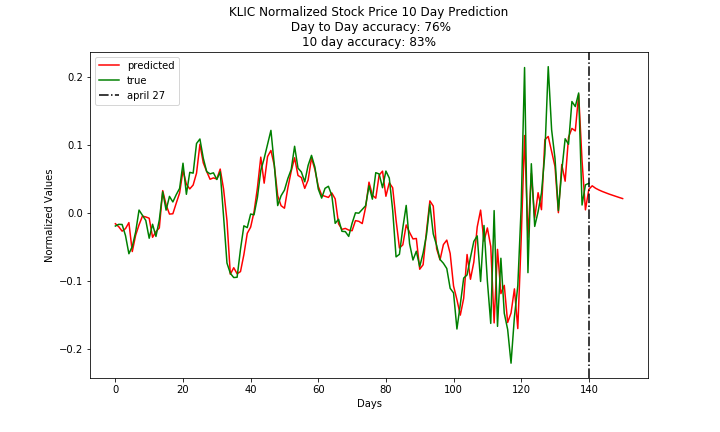 KLIC Normalized Stock Price 10 Day Prediction
Day to Day accuracy: 76%
10 day accuracy: 83%
predicted
true
april 27
Normalized Values
0.2
0.1
0.0
−0.1
−0.2
0 20 40 60 80 100 120 140
Days